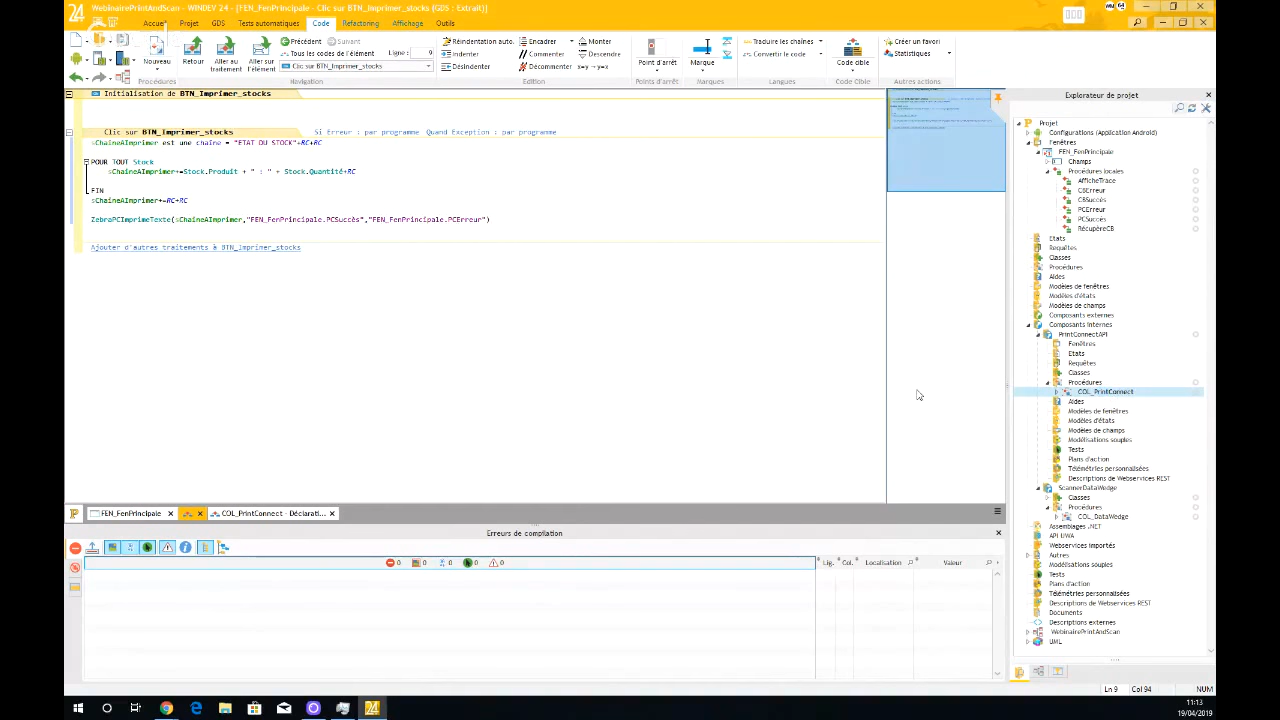 WebinairePrintAndScan - WINDEV 24 - [FEN_FenPrincipale - Clic sur BTN_Imprimer_stocks (GDS : Extrait)]
Accueil Projet GDS Tests automatiques Code Refactoring Affichage Outils
Nouveau
Procédures
Retour
Aller au traitement
Aller sur l'élément
Précédent Suivant
Tous les codes de l'élément
Ligne : 9
Clic sur BTN_Imprimer_stocks
Navigation
Réindentation auto.
Indenter
Désindenter
Encadrer
Commenter
Décommenter
Monter
Descendre
x=y -> y=x
Edition
Point d'arrêt
Points d'arrêt
Marque
Marques
Traduire les chaînes
Convertir le code
Langues
Code cible
Code Cible
Créer un favori
Statistiques
Autres actions
Initialisation de BTN_Imprimer_stocks
Clic sur BTN_Imprimer_stocks Si Erreur : par programme Quand Exception : par programme
sChaineAImprimer est une chaîne = "ETAT DU STOCK"+RC+RC
POUR TOUT Stock
sChaineAImprimer+=Stock.Produit + " : " + Stock.Quantité+RC
FIN
sChaineAImprimer+=RC+RC
ZebraPCImprimeTexte(sChaineAImprimer,"FEN_FenPrincipale.PCSuccès","FEN_FenPrincipale.PCErreur")
Ajouter d'autres traitements à BTN_Imprimer_stocks
FEN_FenPrincipale
COL_PrintConnect - Déclarati...
Erreurs de compilation
0 0 0 0 0
Lig. Col. Localisation Valeur
Explorateur de projet
Projet
Configurations (Application Android)
Fenêtres
FEN_FenPrincipale
Champs
Procédures locales
AfficheTrace
CBErreur
CBSuccès
PCErreur
PCSuccès
RécupèreCB
Etats
Requêtes
Classes
Procédures
Aides
Modèles de fenêtres
Modèles d'états
Modèles de champs
Composants externes
Composants internes
PrintConnectAPI
Fenêtres
Etats
Requêtes
Classes
Procédures
COL_PrintConnect
Aides
Modèles de fenêtres
Modèles d'états
Modèles de champs
Modélisations souples
Tests
Plans d'action
Télémétries personnalisées
Descriptions de Webservices REST
ScannerDataWedge
Classes
Procédures
COL_DataWedge
Assemblages .NET
API UWA
Webservices importés
Autres
Modélisations souples
Tests
Plans d'action
Télémétries personnalisées
Descriptions de Webservices REST
Documents
Descriptions externes
WebinairePrintAndScan
UML
Ln 9 Col 94 NUM
11:13
19/04/2019